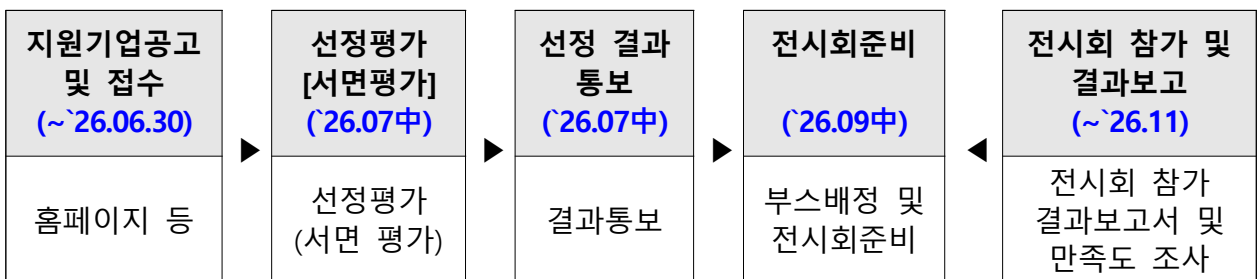 지원기업공고
및 접수
(~`26.06.30)
홈페이지 등
▶
선정평가
[서면평가]
(`26.07中)
선정평가
(서면 평가)
▶
선정 결과
통보
(`26.07中)
결과통보
▶
전시회준비
(`26.09中)
부스배정 및
전시회준비
◀
전시회 참가 및
결과보고
(~`26.11)
전시회 참가
결과보고서 및
만족도 조사